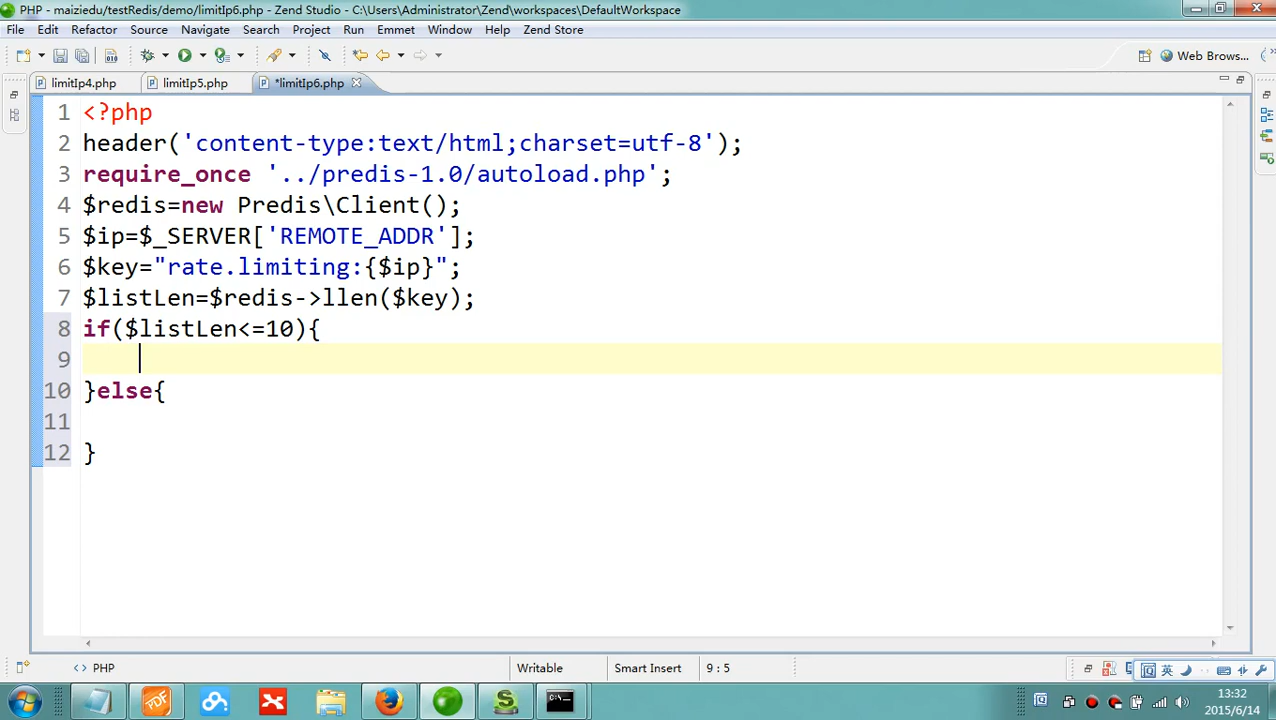 PHP - maiziedu/testRedis/demo/limitIp6.php - Zend Studio - C:\Users\Administrator\Zend\workspaces\DefaultWorkspace
File Edit Refactor Source Navigate Search Project Run Emmet Window Help Zend Store
Web Brows...
limitIp4.php limitIp5.php *limitIp6.php
1 <?php
2 header('content-type:text/html;charset=utf-8');
3 require_once '../predis-1.0/autoload.php';
4 $redis=new Predis\Client();
5 $ip=$_SERVER['REMOTE_ADDR'];
6 $key="rate.limiting:{$ip}";
7 $listLen=$redis->llen($key);
8 if($listLen<=10){
9
10 }else{
11
12 }
<> PHP Writable Smart Insert 9 : 5
英
PDF
C:\
13:32
2015/6/14